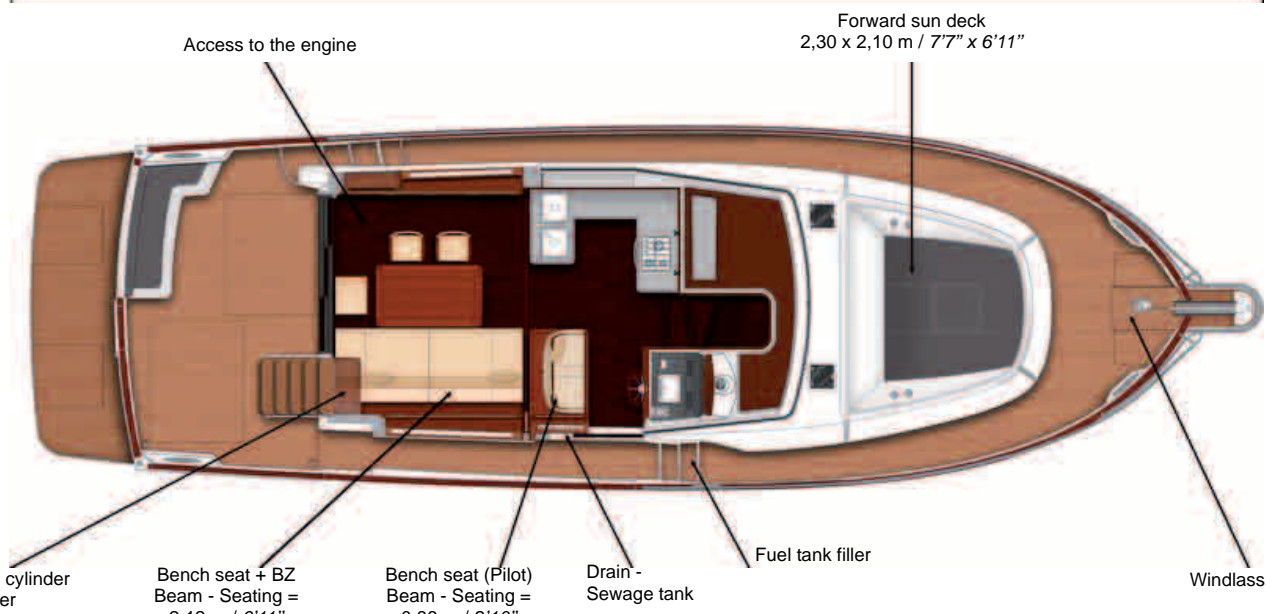 Forward sun deck
2,30 x 2,10 m / 7'7" x 6'11"
Access to the engine
Fuel tank filler
cylinder
Bench seat + BZ
Beam - Seating =
Bench seat (Pilot)
Beam - Seating =
Drain -
Sewage tank
Windlass